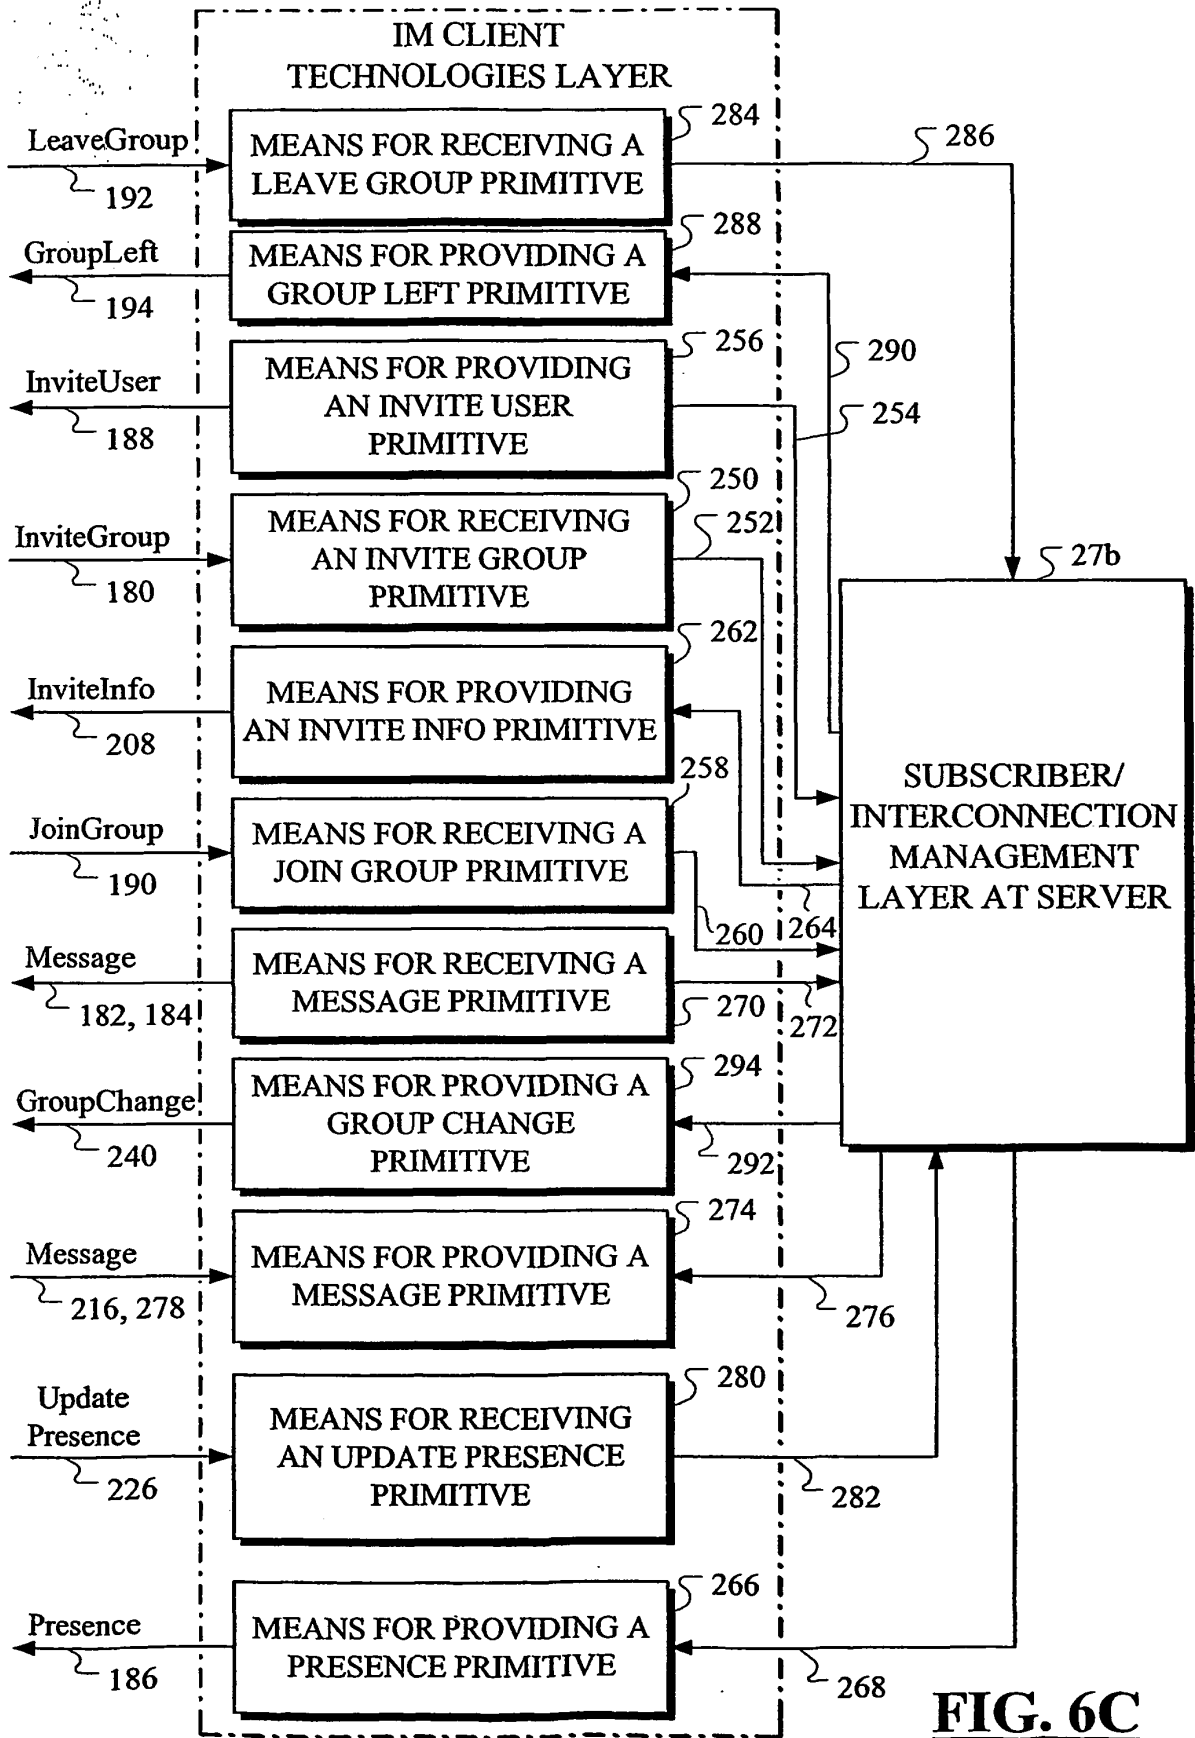 IM CLIENT
TECHNOLOGIES LAYER
LeaveGroup
192
MEANS FOR RECEIVING A
LEAVE GROUP PRIMITIVE
284
286
GroupLeft
194
MEANS FOR PROVIDING A
GROUP LEFT PRIMITIVE
288
290
InviteUser
188
MEANS FOR PROVIDING
AN INVITE USER
PRIMITIVE
256
254
InviteGroup
180
MEANS FOR RECEIVING
AN INVITE GROUP
PRIMITIVE
250
252
27b
InviteInfo
208
MEANS FOR PROVIDING
AN INVITE INFO PRIMITIVE
262
264
SUBSCRIBER/
INTERCONNECTION
MANAGEMENT
LAYER AT SERVER
JoinGroup
190
MEANS FOR RECEIVING A
JOIN GROUP PRIMITIVE
258
260
Message
182, 184
MEANS FOR RECEIVING A
MESSAGE PRIMITIVE
270
272
GroupChange
240
MEANS FOR PROVIDING A
GROUP CHANGE
PRIMITIVE
294
292
Message
216, 278
MEANS FOR PROVIDING A
MESSAGE PRIMITIVE
274
276
Update
Presence
226
MEANS FOR RECEIVING
AN UPDATE PRESENCE
PRIMITIVE
280
282
Presence
186
MEANS FOR PROVIDING A
PRESENCE PRIMITIVE
266
268
FIG. 6C